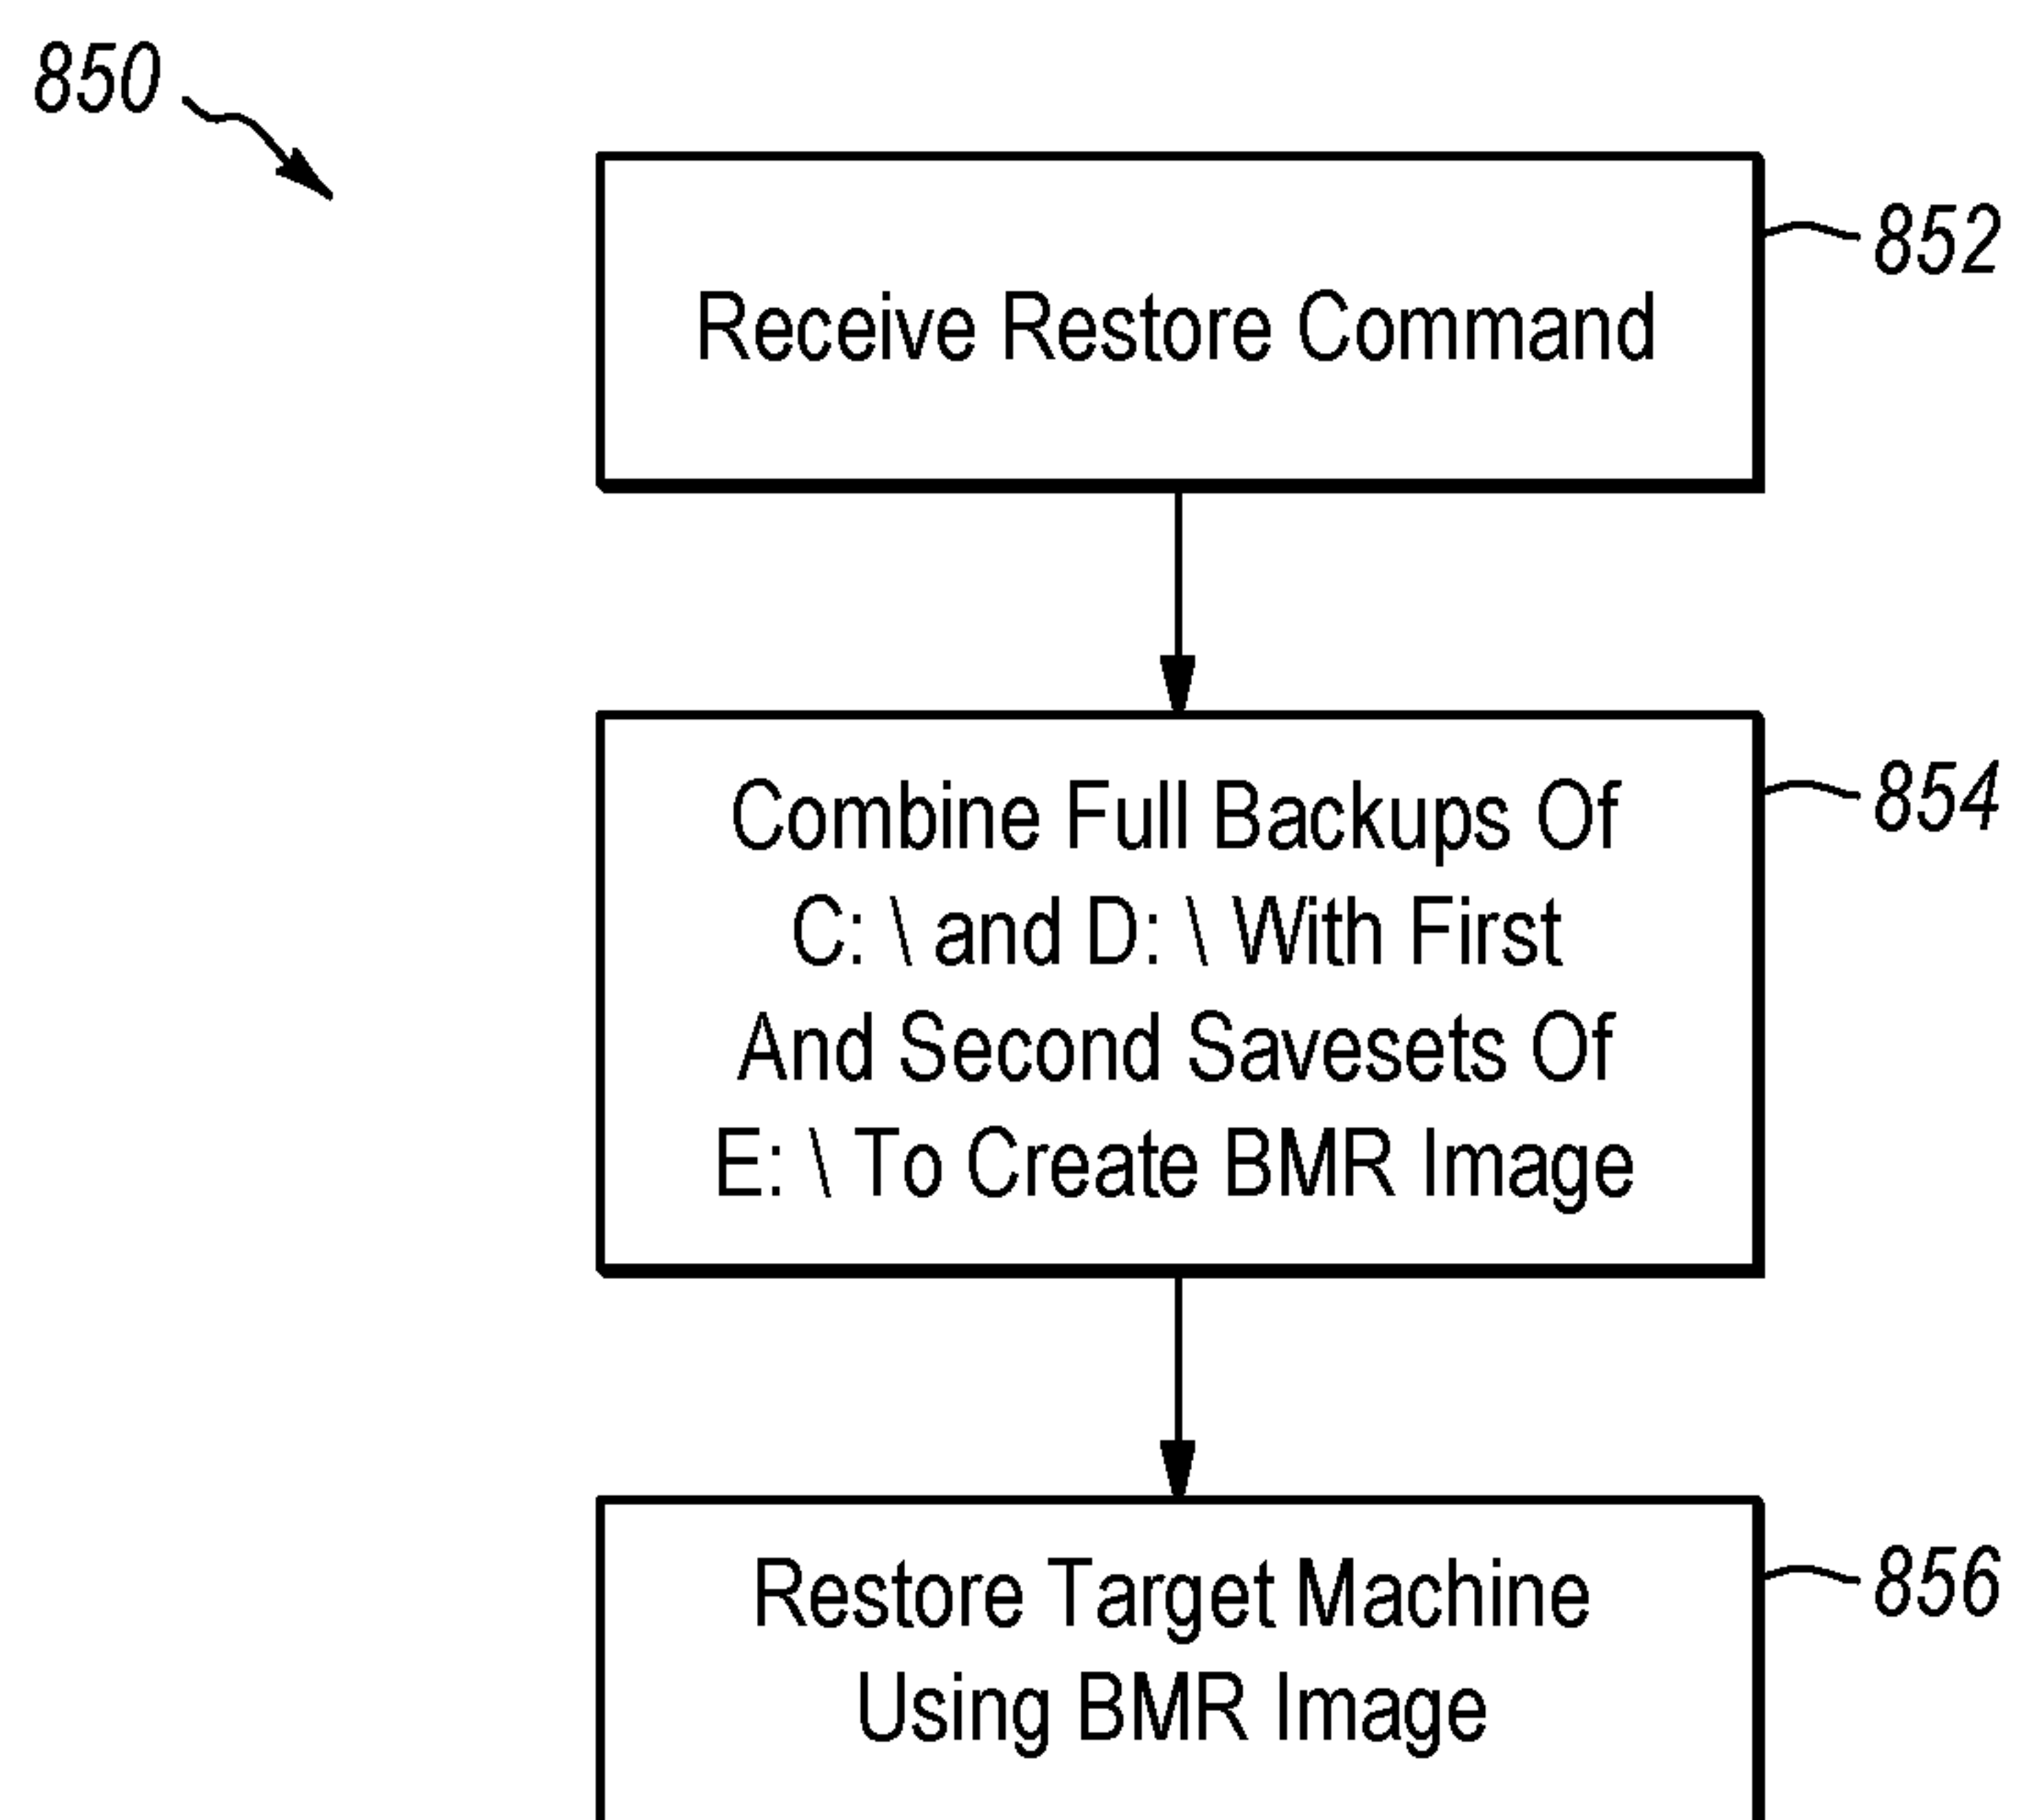 850
Receive Restore Command
852
Combine Full Backups Of
C: \ and D: \ With First
And Second Savesets Of
E: \ To Create BMR Image
854
Restore Target Machine
Using BMR Image
856